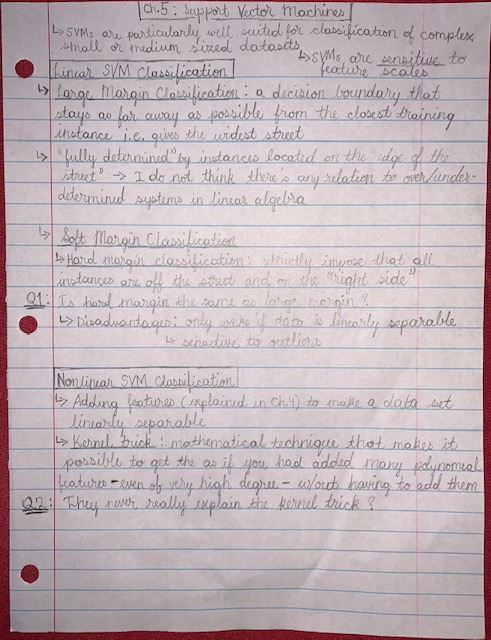 Ch.5: Support Vector Machines
↳ SVMs are particularly well suited for classification of complex,
small or medium sized datasets
↳ SVMs are sensitive to
feature scales
Linear SVM Classification
↳ Large Margin Classification: a decision boundary that
stays as far away as possible from the closest training
instance i.e. gives the widest street
↳ "fully determined" by instances located on the "edge of the
street" → I do not think there's any relation to over/under-
determined systems in linear algebra
↳ Soft Margin Classification
↳ Hard margin classification: strictly impose that all
instances are off the street and on the "right side"
Q1: Is hard margin the same as large margin?
↳ Disadvantages: only works if data is linearly separable
↳ sensitive to outliers
Nonlinear SVM Classification
↳ Adding features (explained in Ch.4) to make a data set
linearly separable
↳ Kernel trick: mathematical technique that makes it
possible to get the as if you had added many polynomial
features - even of very high degree - w/out having to add them
Q2: They never really explain the kernel trick?